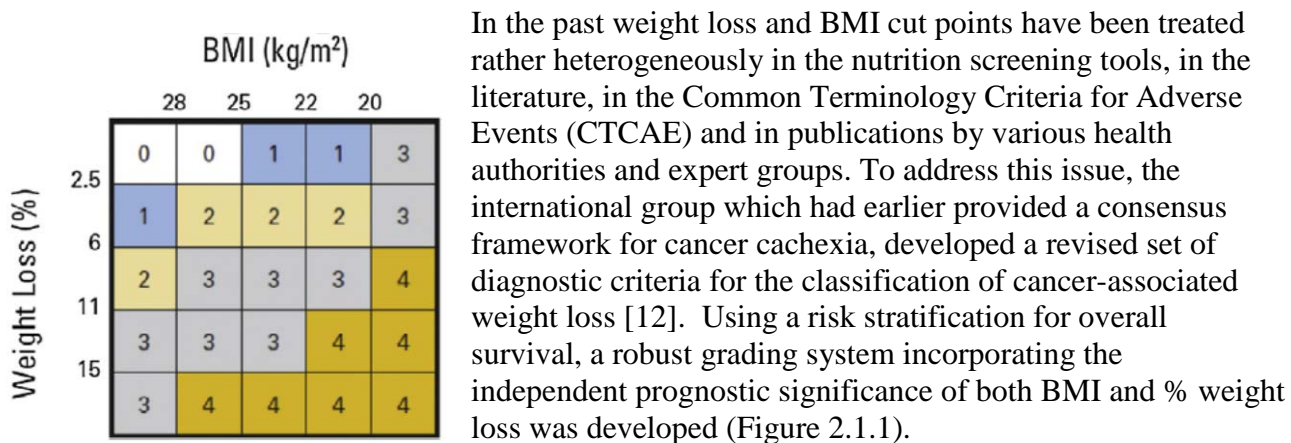 BMI (kg/m²)
28 25 22 20
0 0 1 1 3
2.5
1 2 2 2 3
6
2 3 3 3 4
11
3 3 3 4 4
15
3 4 4 4 4
Weight Loss (%)
In the past weight loss and BMI cut points have been treated
rather heterogeneously in the nutrition screening tools, in the
literature, in the Common Terminology Criteria for Adverse
Events (CTCAE) and in publications by various health
authorities and expert groups. To address this issue, the
international group which had earlier provided a consensus
framework for cancer cachexia, developed a revised set of
diagnostic criteria for the classification of cancer-associated
weight loss [12].  Using a risk stratification for overall
survival, a robust grading system incorporating the
independent prognostic significance of both BMI and % weight
loss was developed (Figure 2.1.1).